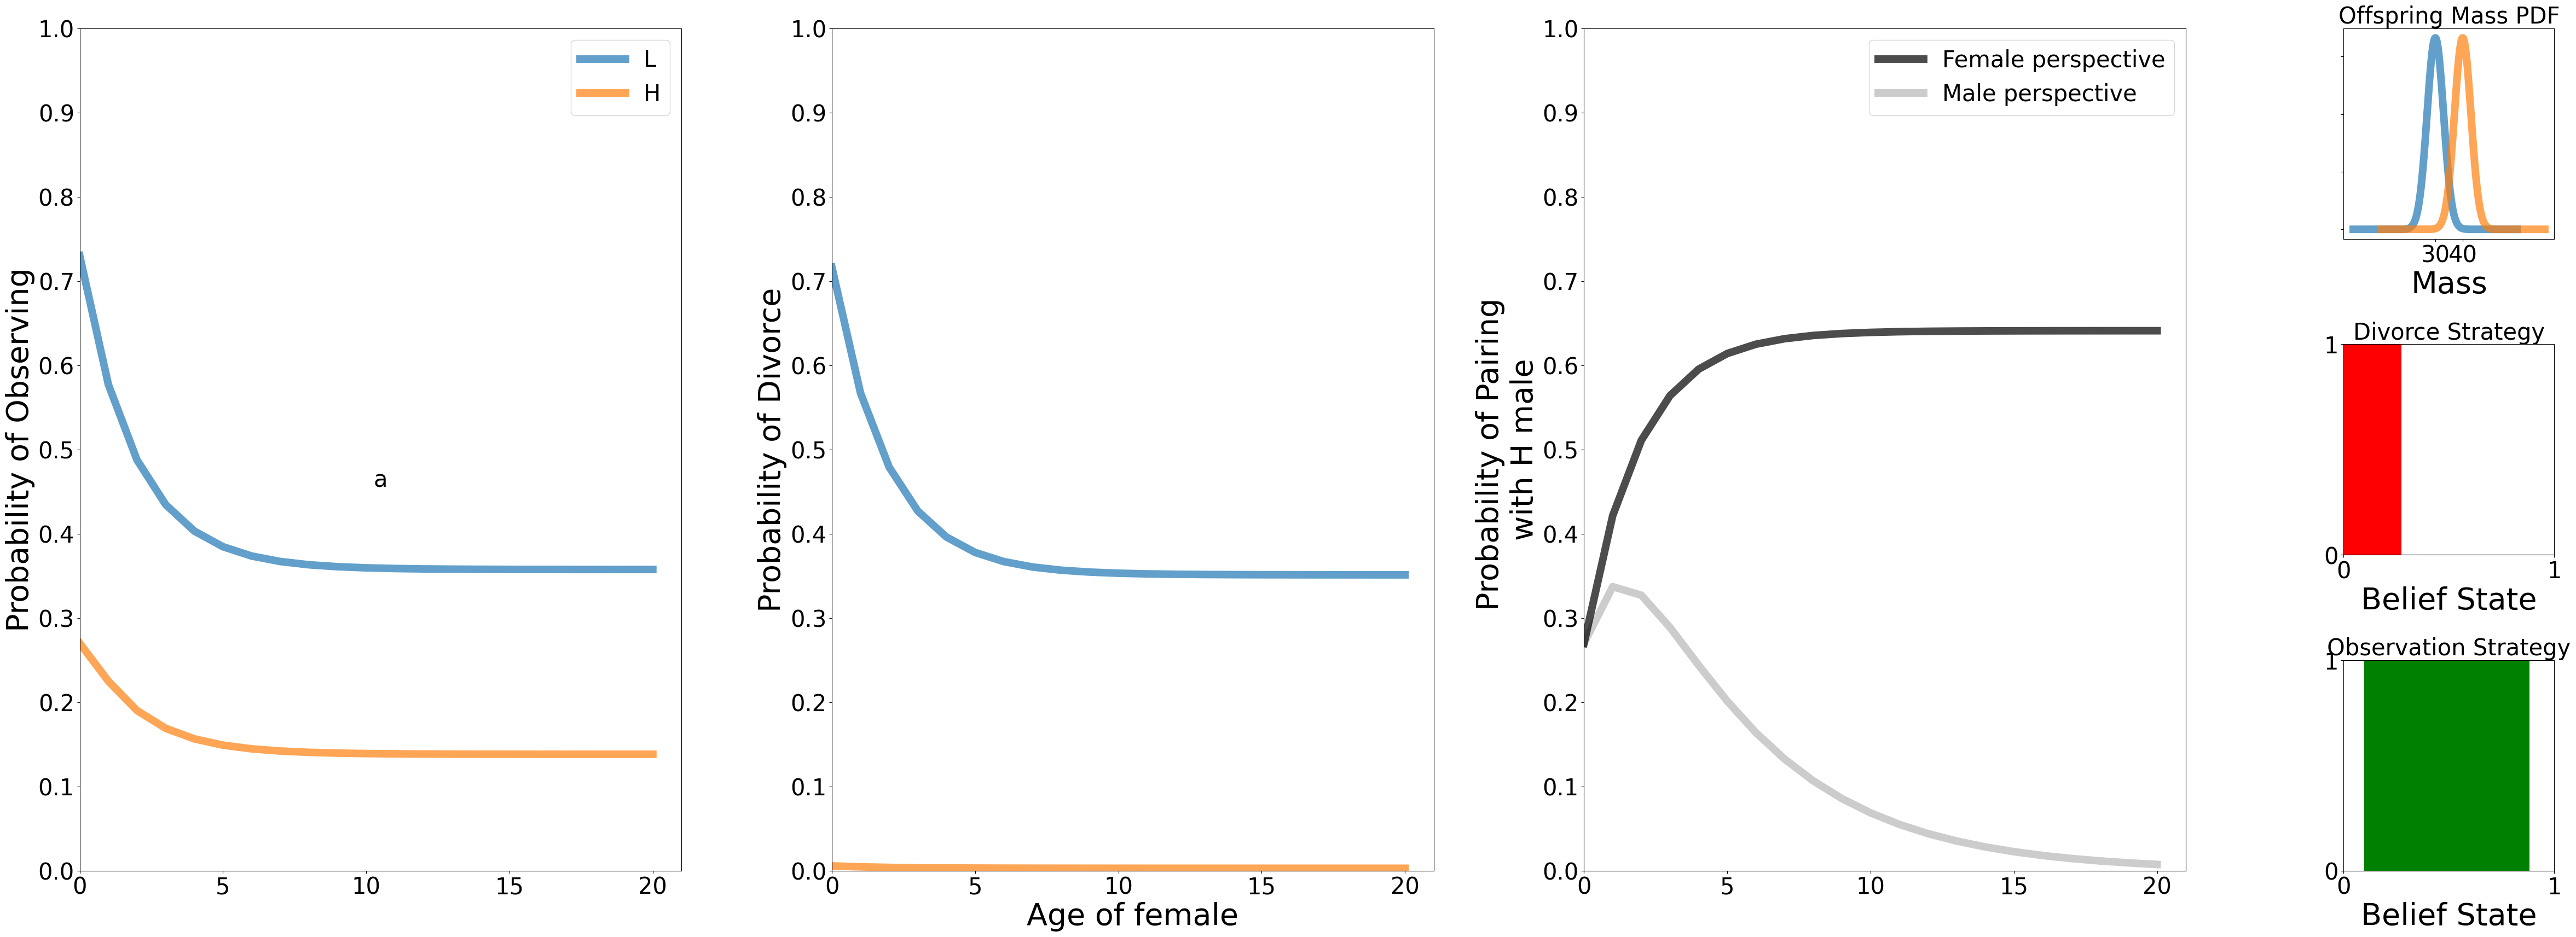 Probability of Observing
1.0
0.9
0.8
0.7
0.6
0.5
0.4
0.3
0.2
0.1
0.0
0 5 10 15 20
L
H
a
Probability of Divorce
1.0
0.9
0.8
0.7
0.6
0.5
0.4
0.3
0.2
0.1
0.0
0 5 10 15 20
Age of female
Probability of Pairing
with H male
1.0
0.9
0.8
0.7
0.6
0.5
0.4
0.3
0.2
0.1
0.0
0 5 10 15 20
Female perspective
Male perspective
Offspring Mass PDF
30 40
Mass
Divorce Strategy
1
0
0 1
Belief State
Observation Strategy
1
0
0 1
Belief State